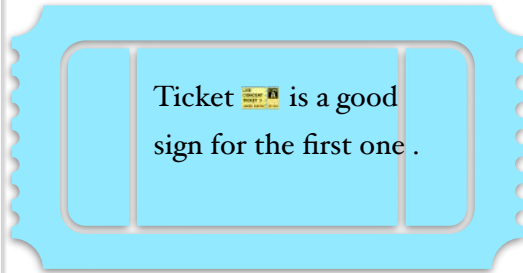 Ticket 🎫 is a good
sign for the first one .